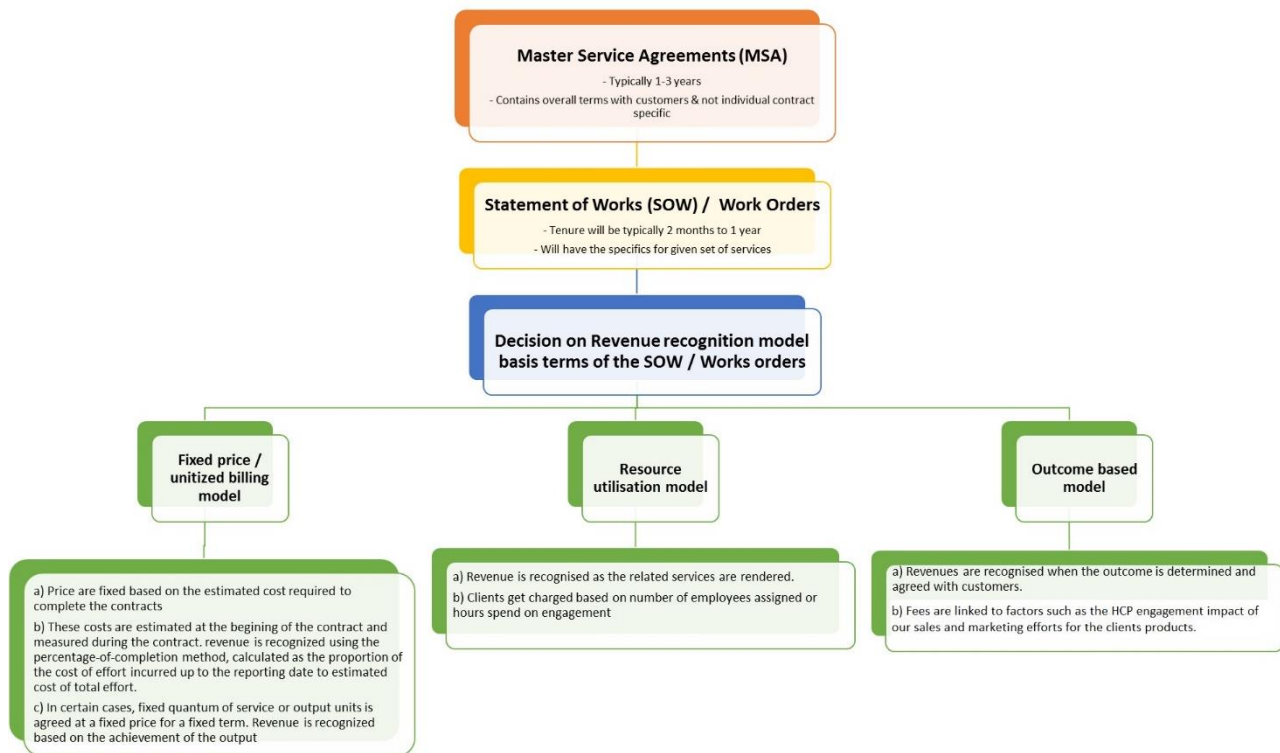 Master Service Agreements (MSA)
- Typically 1-3 years
- Contains overall terms with customers & not individual contract
specific
Statement of Works (SOW) / Work Orders
- Tenure will be typically 2 months to 1 year
- Will have the specifics for given set of services
Decision on Revenue recognition model
basis terms of the SOW / Works orders
Fixed price /
unitized billing
model
Resource
utilisation model
Outcome based
model
a) Price are fixed based on the estimated cost required to
complete the contracts
b) These costs are estimated at the begining of the contract and
measured during the contract. revenue is recognized using the
percentage-of-completion method, calculated as the proportion of
the cost of effort incurred up to the reporting date to estimated
cost of total effort.
c) In certain cases, fixed quantum of service or output units is
agreed at a fixed price for a fixed term. Revenue is recognized
based on the achievement of the output
a) Revenue is recognised as the related services are rendered.
b) Clients get charged based on number of employees assigned or
hours spend on engagement
a) Revenues are recognised when the outcome is determined and
agreed with customers.
b) Fees are linked to factors such as the HCP engagement impact of
our sales and marketing efforts for the clients products.